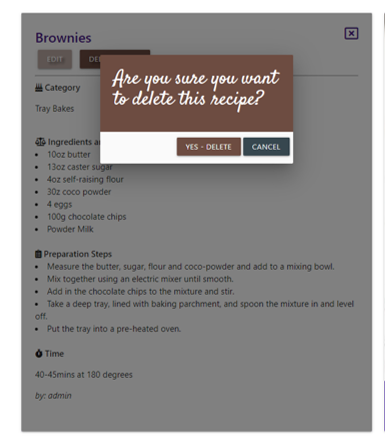 Brownies
EDIT
Are you sure you want
to delete this recipe?
YES - DELETE
CANCEL
Category
Tray Bakes
Ingredients
10oz butter
13oz caster sugar
4oz self-raising flour
30z coco powder
4 eggs
100g chocolate chips
Powder Milk
Preparation Steps
Measure the butter, sugar, flour and coco-powder and add to a mixing bowl.
Mix together using an electric mixer until smooth.
Add in the chocolate chips to the mixture and stir.
Take a deep tray, lined with baking parchment, and spoon the mixture in and level
off.
Put the tray into a pre-heated oven.
Time
40-45mins at 180 degrees
by: admin